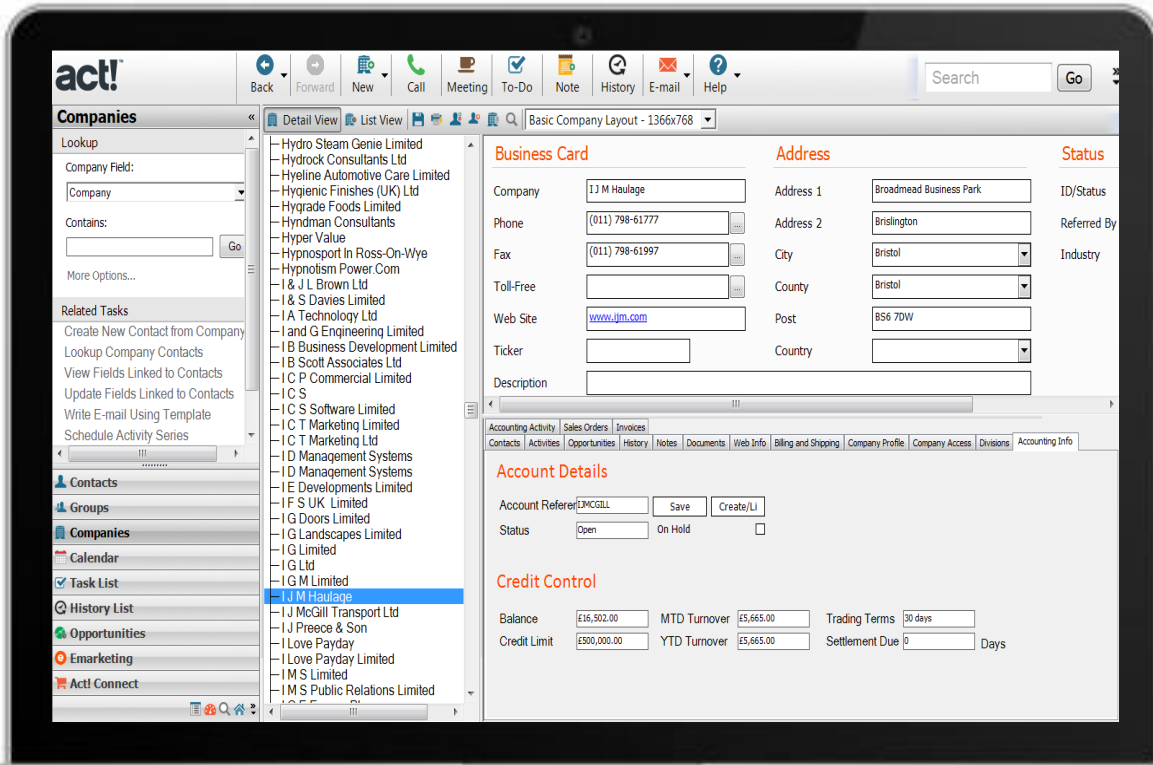 act!
Back
Forward
New
Call
Meeting
To-Do
Note
History
E-mail
Help
Search
Go
Companies
«
Lookup
Company Field:
Company
Contains:
Go
More Options...
Related Tasks
Create New Contact from Company
Lookup Company Contacts
View Fields Linked to Contacts
Update Fields Linked to Contacts
Write E-mail Using Template
Schedule Activity Series
Contacts
Groups
Companies
Calendar
Task List
History List
Opportunities
Emarketing
Act! Connect
Detail View
List View
Basic Company Layout - 1366x768
Hydro Steam Genie Limited
Hydrock Consultants Ltd
Hyeline Automotive Care Limited
Hygienic Finishes (UK) Ltd
Hygrade Foods Limited
Hyndman Consultants
Hyper Value
Hypnosport In Ross-On-Wye
Hypnotism Power.Com
I & J L Brown Ltd
I & S Davies Limited
I A Technology Ltd
I and G Engineering Limited
I B Business Development Limited
I B Scott Associates Ltd
I C P Commercial Limited
I C S
I C S Software Limited
I C T Marketing Limited
I C T Marketing Ltd
I D Management Systems
I D Management Systems
I E Developments Limited
I F S UK  Limited
I G Doors Limited
I G Landscapes Limited
I G Limited
I G Ltd
I G M Limited
I J M Haulage
I J McGill Transport Ltd
I J Preece & Son
I Love Payday
I Love Payday Limited
I M S Limited
I M S Public Relations Limited
Business Card
Company
I J M Haulage
Phone
(011) 798-61777
...
Fax
(011) 798-61997
...
Toll-Free
...
Web Site
www.ijm.com
Ticker
Description
Address
Address 1
Broadmead Business Park
Address 2
Brislington
City
Bristol
County
Bristol
Post
BS6 7DW
Country
Status
ID/Status
Referred By
Industry
Accounting Activity
Sales Orders
Invoices
Contacts
Activities
Opportunities
History
Notes
Documents
Web Info
Billing and Shipping
Company Profile
Company Access
Divisions
Accounting Info
Account Details
Account Referer
IJMCGILL
Save
Create/Li
Status
Open
On Hold
Credit Control
Balance
£16,502.00
MTD Turnover
£5,665.00
Trading Terms
30 days
Credit Limit
£500,000.00
YTD Turnover
£5,665.00
Settlement Due
0
Days